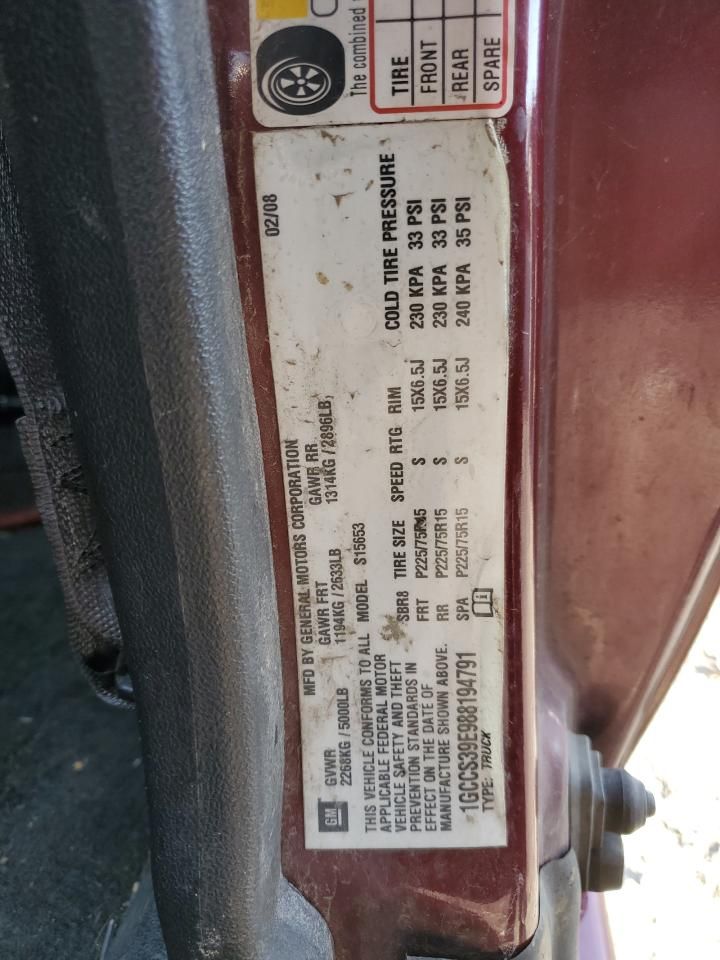 The combined
TIRE
FRONT
REAR
SPARE
02/08
MFD BY GENERAL MOTORS CORPORATION
GVWR GAWR FRT GAWR RR
2268KG / 5000LB 1194KG / 2633LB 1314KG / 2896LB
THIS VEHICLE CONFORMS TO ALL
APPLICABLE FEDERAL MOTOR
VEHICLE SAFETY AND THEFT
PREVENTION STANDARDS IN
EFFECT ON THE DATE OF
MANUFACTURE SHOWN ABOVE.
1GCCS39E988194791
TYPE: TRUCK
GM
MODEL S15653
SBR8 TIRE SIZE SPEED RTG RIM COLD TIRE PRESSURE
FRT P225/75R15 S 15X6.5J 230 KPA 33 PSI
RR P225/75R15 S 15X6.5J 230 KPA 33 PSI
SPA P225/75R15 S 15X6.5J 240 KPA 35 PSI